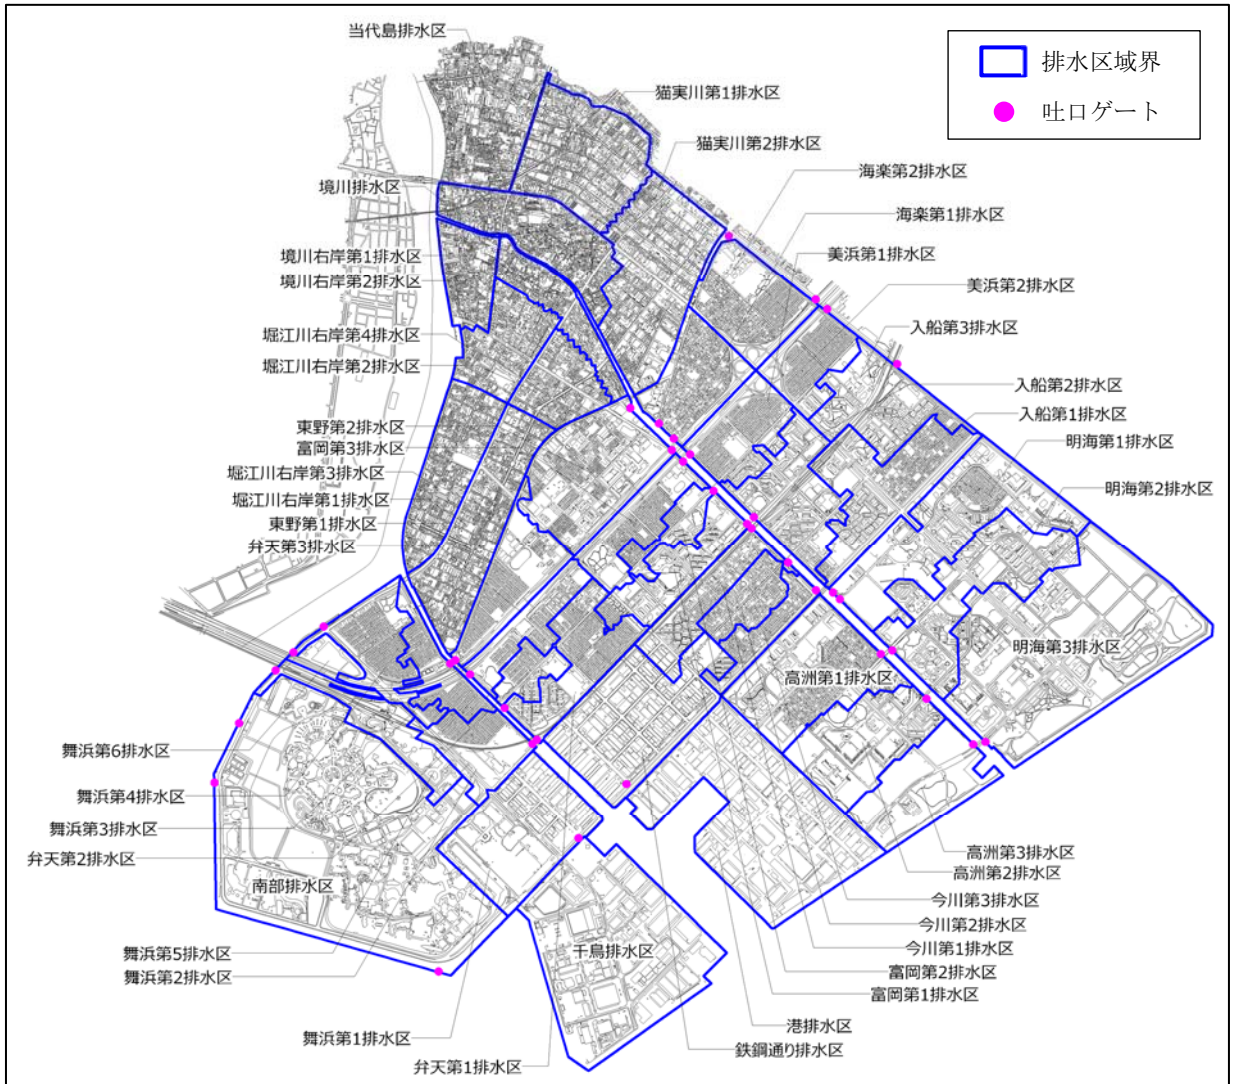 当代島排水区
排水区域界
吐口ゲート
猫実川第1排水区
猫実川第2排水区
海楽第2排水区
境川排水区
海楽第1排水区
境川右岸第1排水区
美浜第1排水区
境川右岸第2排水区
美浜第2排水区
入船第3排水区
堀江川右岸第4排水区
堀江川右岸第2排水区
入船第2排水区
入船第1排水区
東野第2排水区
明海第1排水区
富岡第3排水区
堀江川右岸第3排水区
明海第2排水区
堀江川右岸第1排水区
東野第1排水区
弁天第3排水区
明海第3排水区
高洲第1排水区
舞浜第6排水区
舞浜第4排水区
舞浜第3排水区
弁天第2排水区
高洲第3排水区
高洲第2排水区
南部排水区
今川第3排水区
今川第2排水区
舞浜第5排水区
千鳥排水区
今川第1排水区
舞浜第2排水区
富岡第2排水区
富岡第1排水区
港排水区
舞浜第1排水区
鉄鋼通り排水区
弁天第1排水区